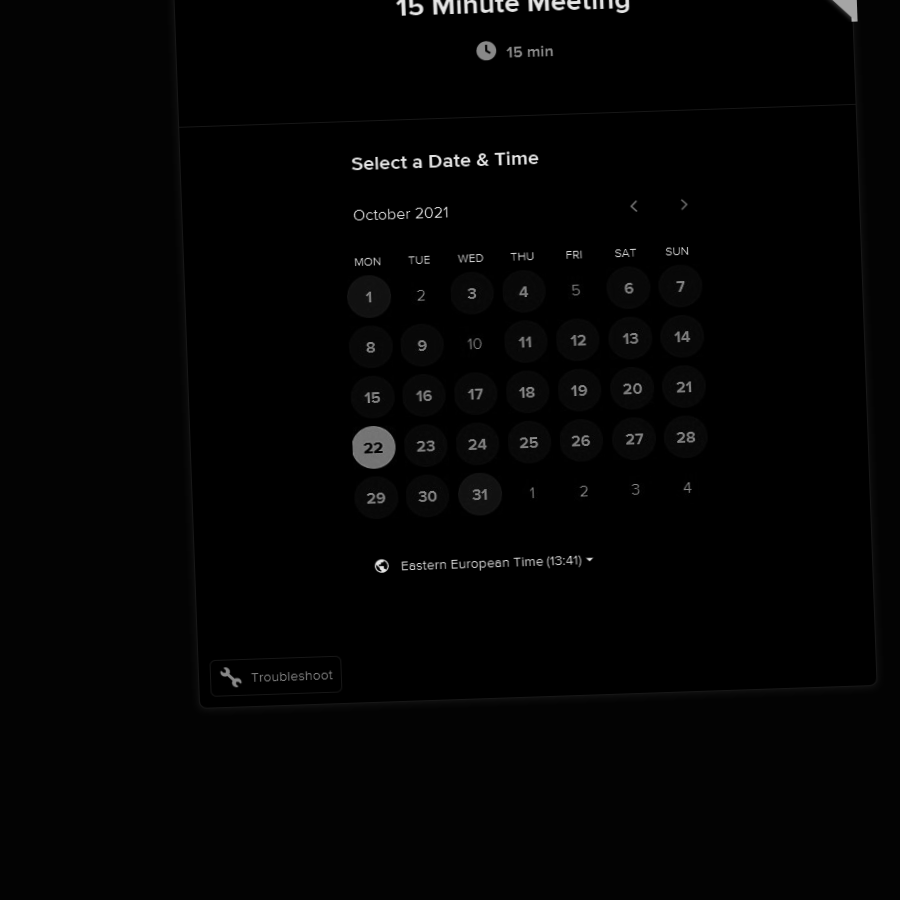 15 Minute Meeting
15 min
Select a Date & Time
October 2021
MON TUE WED THU FRI SAT SUN
1 2 3 4 5 6 7
8 9 10 11 12 13 14
15 16 17 18 19 20 21
22 23 24 25 26 27 28
29 30 31 1 2 3 4
Eastern European Time (13:41)
Troubleshoot